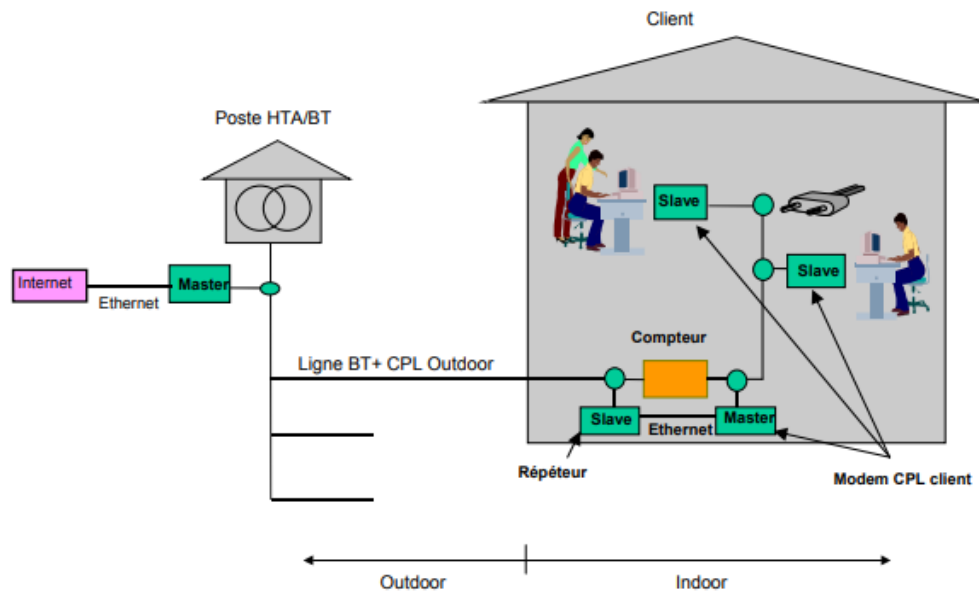 Client
Poste HTA/BT
Slave
Slave
Internet
Master
Ethernet
Compteur
Ligne BT+ CPL Outdoor
Slave
Ethernet
Master
Répéteur
Modem CPL client
Outdoor
Indoor